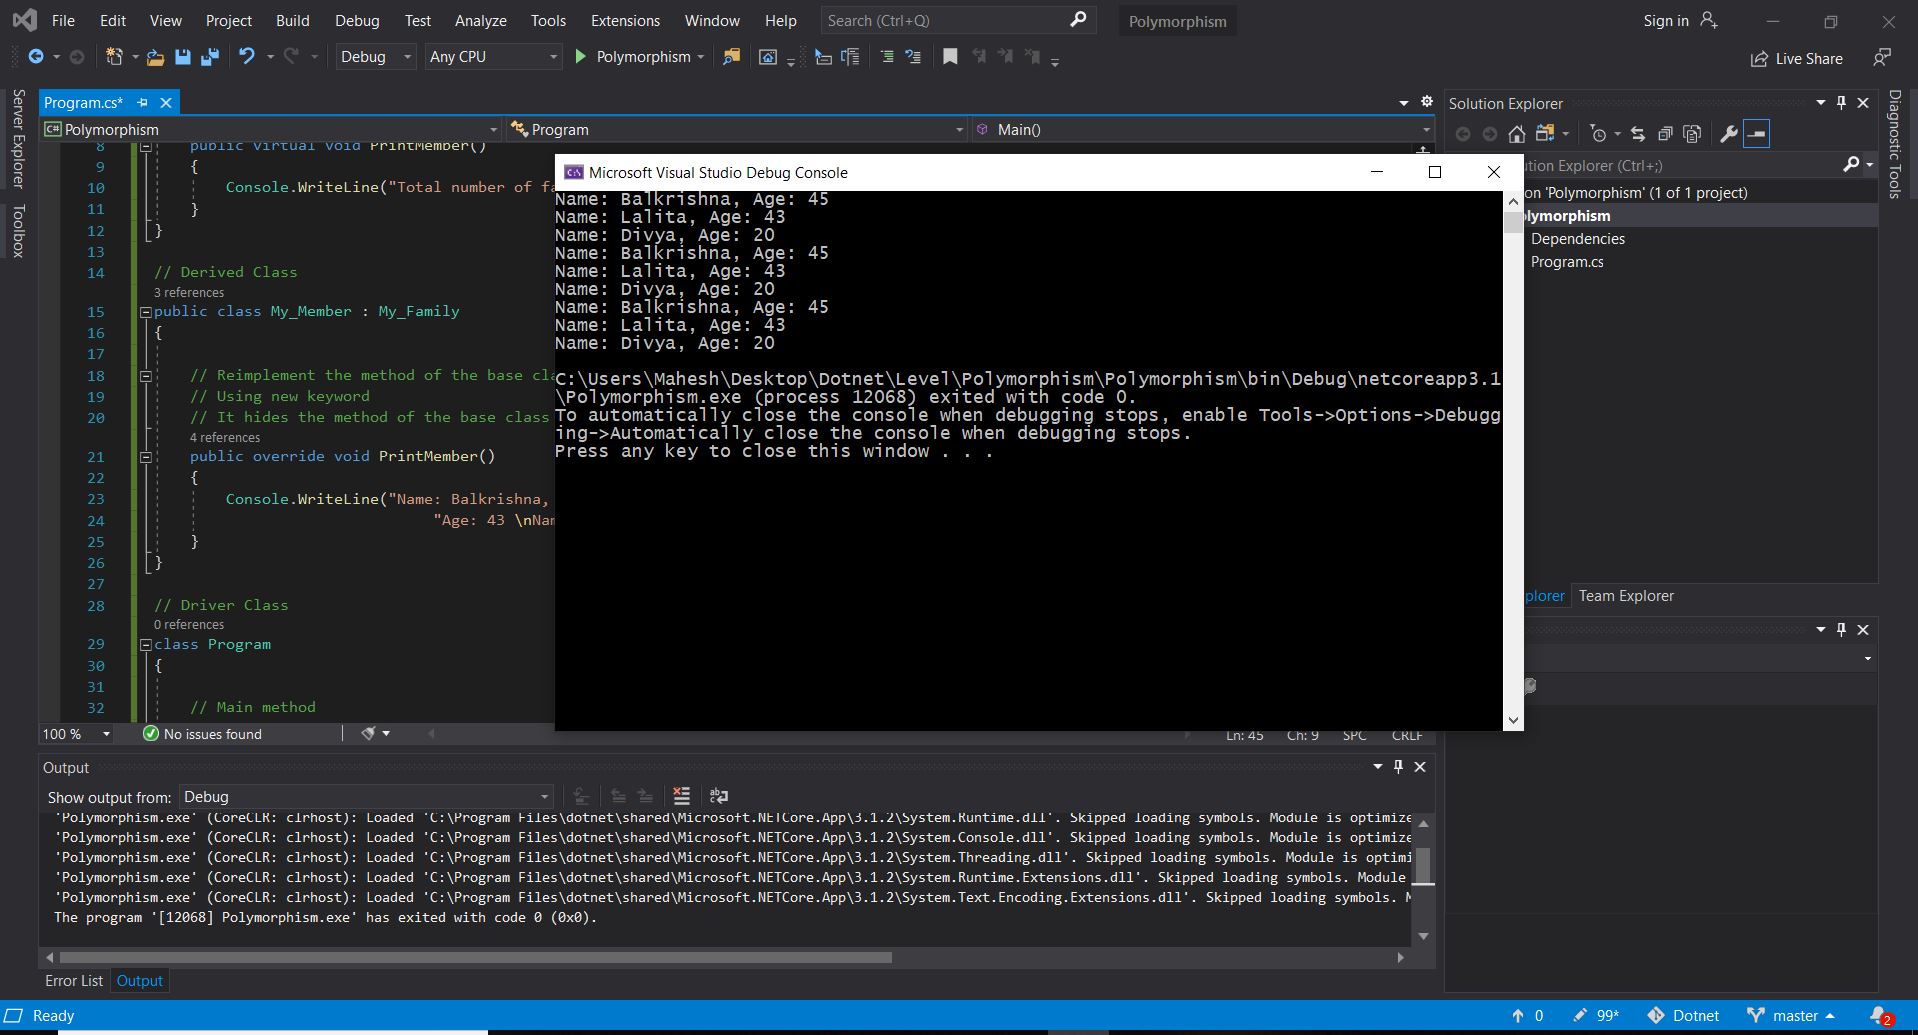 File Edit View Project Build Debug Test Analyze Tools Extensions Window Help Search (Ctrl+Q) Polymorphism Sign in
Debug Any CPU Polymorphism Live Share
Server Explorer
Toolbox
Program.cs*
Polymorphism Program Main()
8 public virtual void PrintMember()
9 {
10 Console.WriteLine("Total number of fa
11 }
12 }
13
14 // Derived Class
3 references
15 public class My_Member : My_Family
16 {
17
18 // Reimplement the method of the base cla
19 // Using new keyword
20 // It hides the method of the base class
4 references
21 public override void PrintMember()
22 {
23 Console.WriteLine("Name: Balkrishna,
24 "Age: 43 \nNam
25 }
26 }
27
28 // Driver Class
0 references
29 class Program
30 {
31
32 // Main method
100 % No issues found Ln: 45 Ch: 9 SPC CRLF
Microsoft Visual Studio Debug Console
Name: Balkrishna, Age: 45
Name: Lalita, Age: 43
Name: Divya, Age: 20
Name: Balkrishna, Age: 45
Name: Lalita, Age: 43
Name: Divya, Age: 20
Name: Balkrishna, Age: 45
Name: Lalita, Age: 43
Name: Divya, Age: 20
C:\Users\Mahesh\Desktop\Dotnet\Level\Polymorphism\Polymorphism\bin\Debug\netcoreapp3.1
\Polymorphism.exe (process 12068) exited with code 0.
To automatically close the console when debugging stops, enable Tools->Options->Debugg
ing->Automatically close the console when debugging stops.
Press any key to close this window . . .
Solution Explorer
ution Explorer (Ctrl+;)
on 'Polymorphism' (1 of 1 project)
olymorphism
Dependencies
Program.cs
plorer Team Explorer
Diagnostic Tools
Output
Show output from: Debug
'Polymorphism.exe' (CoreCLR: clrhost): Loaded 'C:\Program Files\dotnet\shared\Microsoft.NETCore.App\3.1.2\System.Runtime.dll'. Skipped loading symbols. Module is optimize
'Polymorphism.exe' (CoreCLR: clrhost): Loaded 'C:\Program Files\dotnet\shared\Microsoft.NETCore.App\3.1.2\System.Console.dll'. Skipped loading symbols. Module is optimize
'Polymorphism.exe' (CoreCLR: clrhost): Loaded 'C:\Program Files\dotnet\shared\Microsoft.NETCore.App\3.1.2\System.Threading.dll'. Skipped loading symbols. Module is optimi
'Polymorphism.exe' (CoreCLR: clrhost): Loaded 'C:\Program Files\dotnet\shared\Microsoft.NETCore.App\3.1.2\System.Runtime.Extensions.dll'. Skipped loading symbols. Module
'Polymorphism.exe' (CoreCLR: clrhost): Loaded 'C:\Program Files\dotnet\shared\Microsoft.NETCore.App\3.1.2\System.Text.Encoding.Extensions.dll'. Skipped loading symbols. M
The program '[12068] Polymorphism.exe' has exited with code 0 (0x0).
Error List Output
Ready 0 99* Dotnet master 2